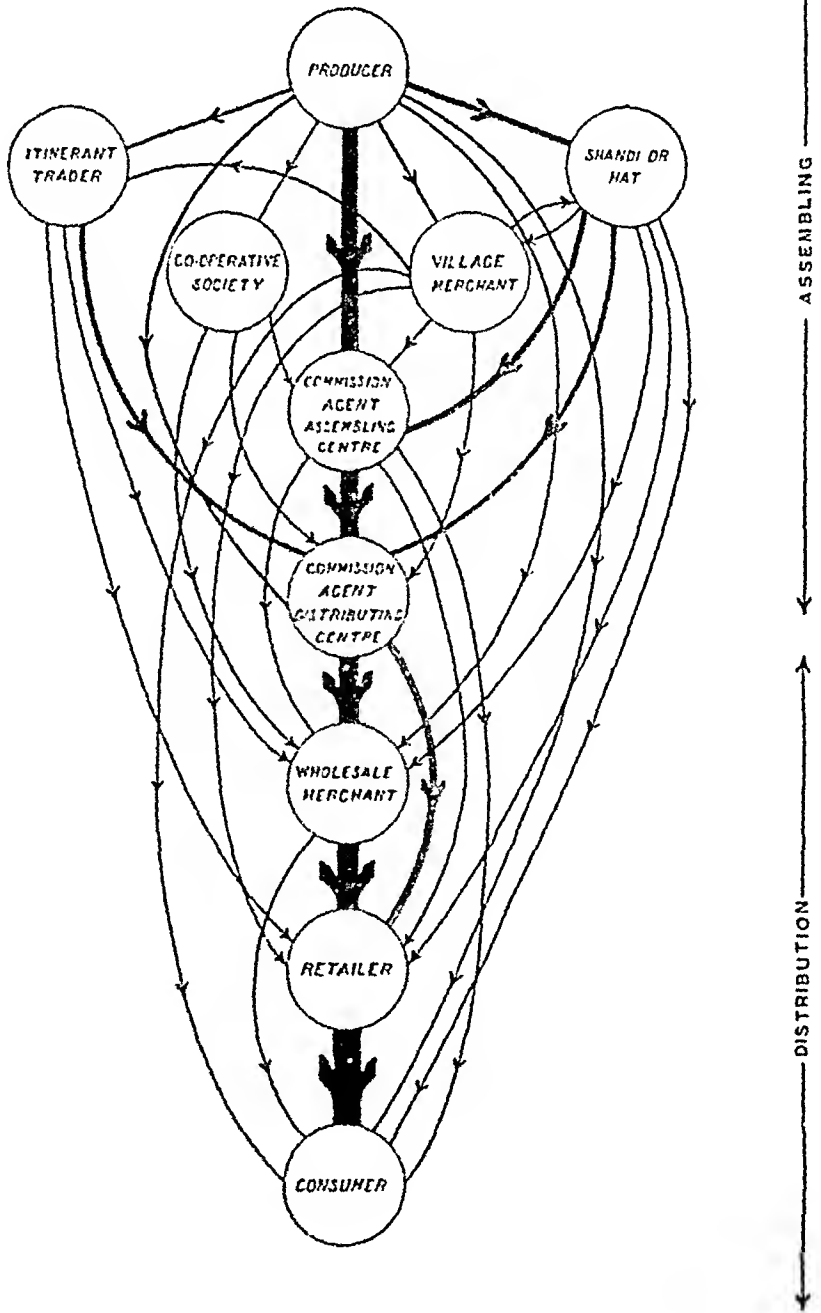 PRODUCER
ITINERANT
TRADER
SHANDI OR
HAT
CO-OPERATIVE
SOCIETY
VILLAGE
MERCHANT
COMMISSION
AGENT
ASSEMBLING
CENTRE
COMMISSION
AGENT
DISTRIBUTING
CENTRE
WHOLESALE
MERCHANT
RETAILER
CONSUMER
ASSEMBLING
DISTRIBUTION